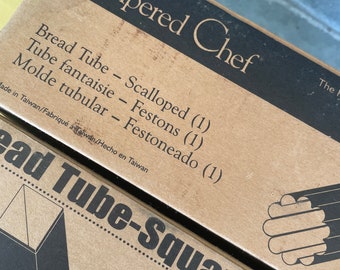 pered Chef
The
Bread Tube – Scalloped (1)
Tube fantaisie – Festons (1)
Molde tubular – Festoneado (1)
Made in Taiwan/Fabriqué à Taiwan/Hecho en Taiwan
ead Tube-Squa